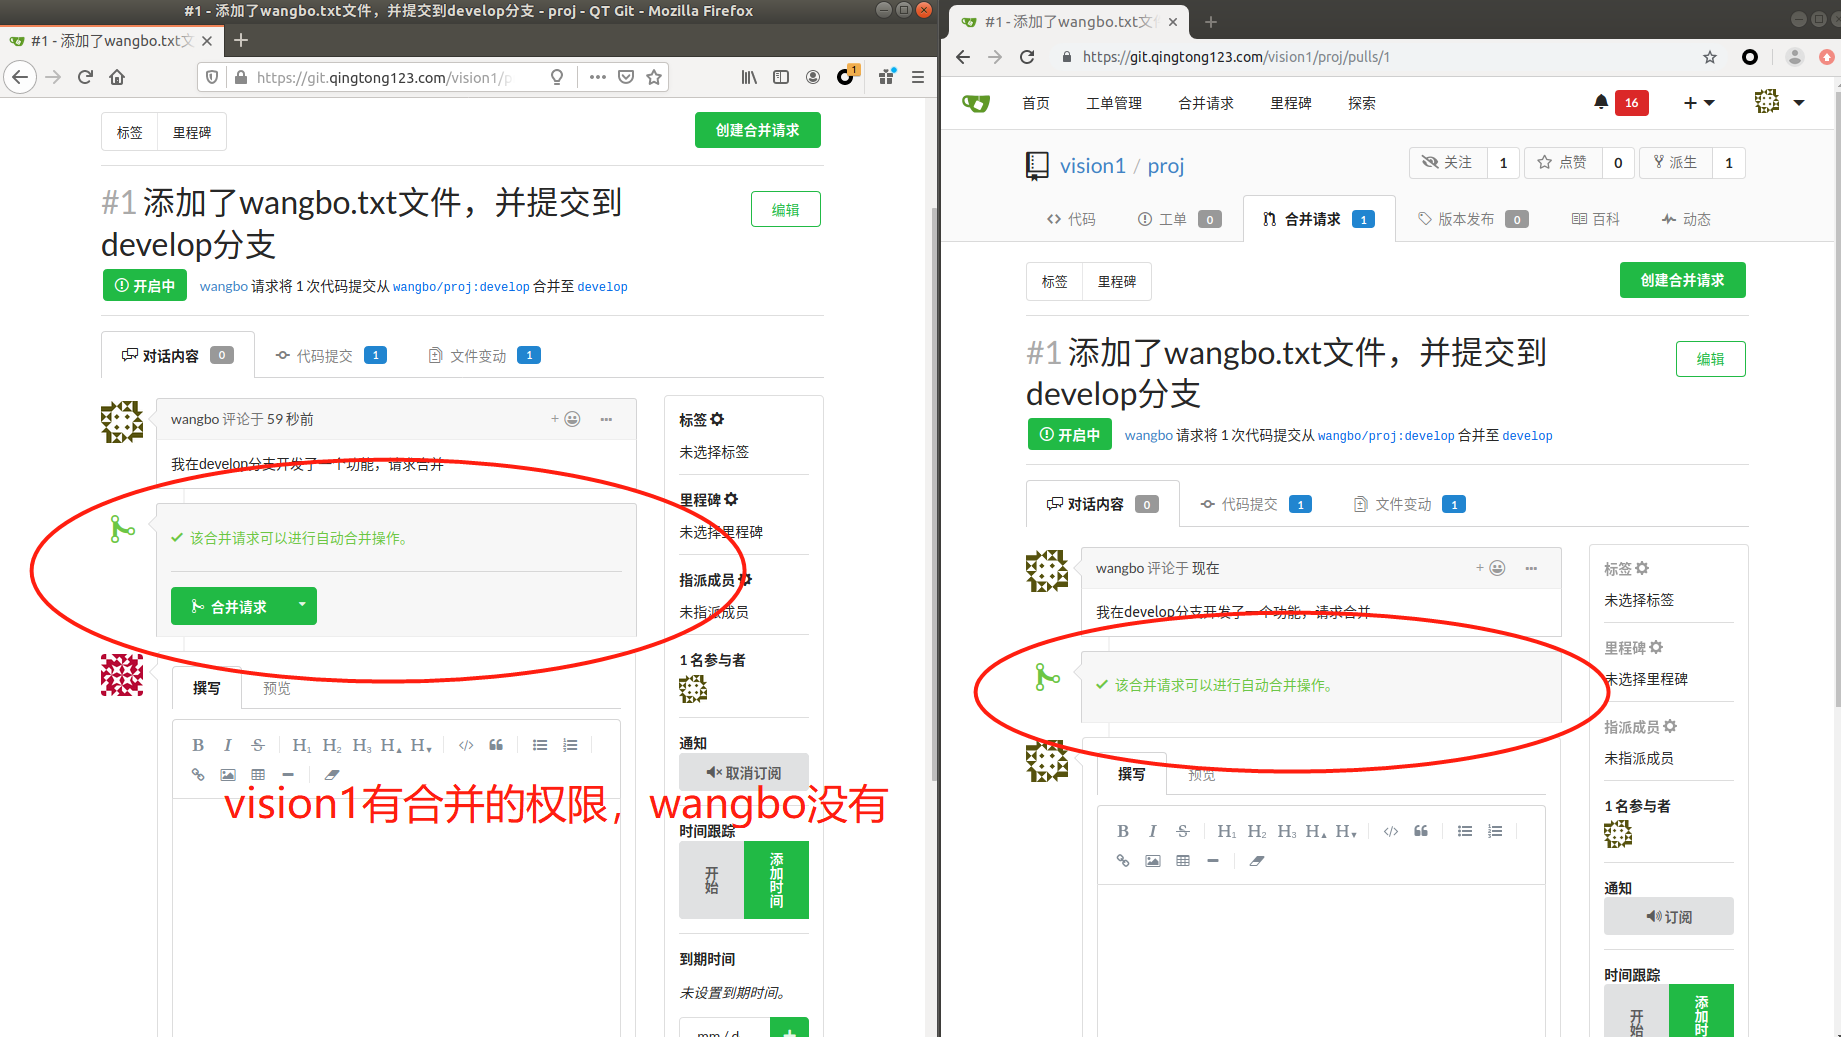 #1 - 添加了wangbo.txt文件，并提交到develop分支 - proj - QT Git - Mozilla Firefox
#1 - 添加了wangbo.txt文
https://git.qingtong123.com/vision1/p
1
标签
里程碑
创建合并请求
#1 添加了wangbo.txt文件，并提交到
develop分支
编辑
开启中
wangbo 请求将 1 次代码提交从 wangbo/proj:develop 合并至 develop
对话内容 0
代码提交 1
文件变动 1
wangbo 评论于 59 秒前
我在develop分支开发了一个功能，请求合并
该合并请求可以进行自动合并操作。
合并请求
撰写
预览
B I S H1 H2 H3 H▲ H▼
标签
未选择标签
里程碑
未选择里程碑
指派成员
未指派成员
1 名参与者
通知
取消订阅
时间跟踪
开始
添加时间
到期时间
未设置到期时间。
mm / d
vision1有合并的权限，wangbo没有
#1 - 添加了wangbo.txt文
https://git.qingtong123.com/vision1/proj/pulls/1
首页
工单管理
合并请求
里程碑
探索
16
vision1 / proj
关注 1
点赞 0
派生 1
代码
工单 0
合并请求 1
版本发布 0
百科
动态
标签
里程碑
创建合并请求
#1 添加了wangbo.txt文件，并提交到
develop分支
编辑
开启中
wangbo 请求将 1 次代码提交从 wangbo/proj:develop 合并至 develop
对话内容 0
代码提交 1
文件变动 1
wangbo 评论于 现在
我在develop分支开发了一个功能，请求合并
该合并请求可以进行自动合并操作。
撰写
预览
B I S H1 H2 H3 H▲ H▼
标签
未选择标签
里程碑
未选择里程碑
指派成员
未指派成员
1 名参与者
通知
订阅
时间跟踪
开始
添加时